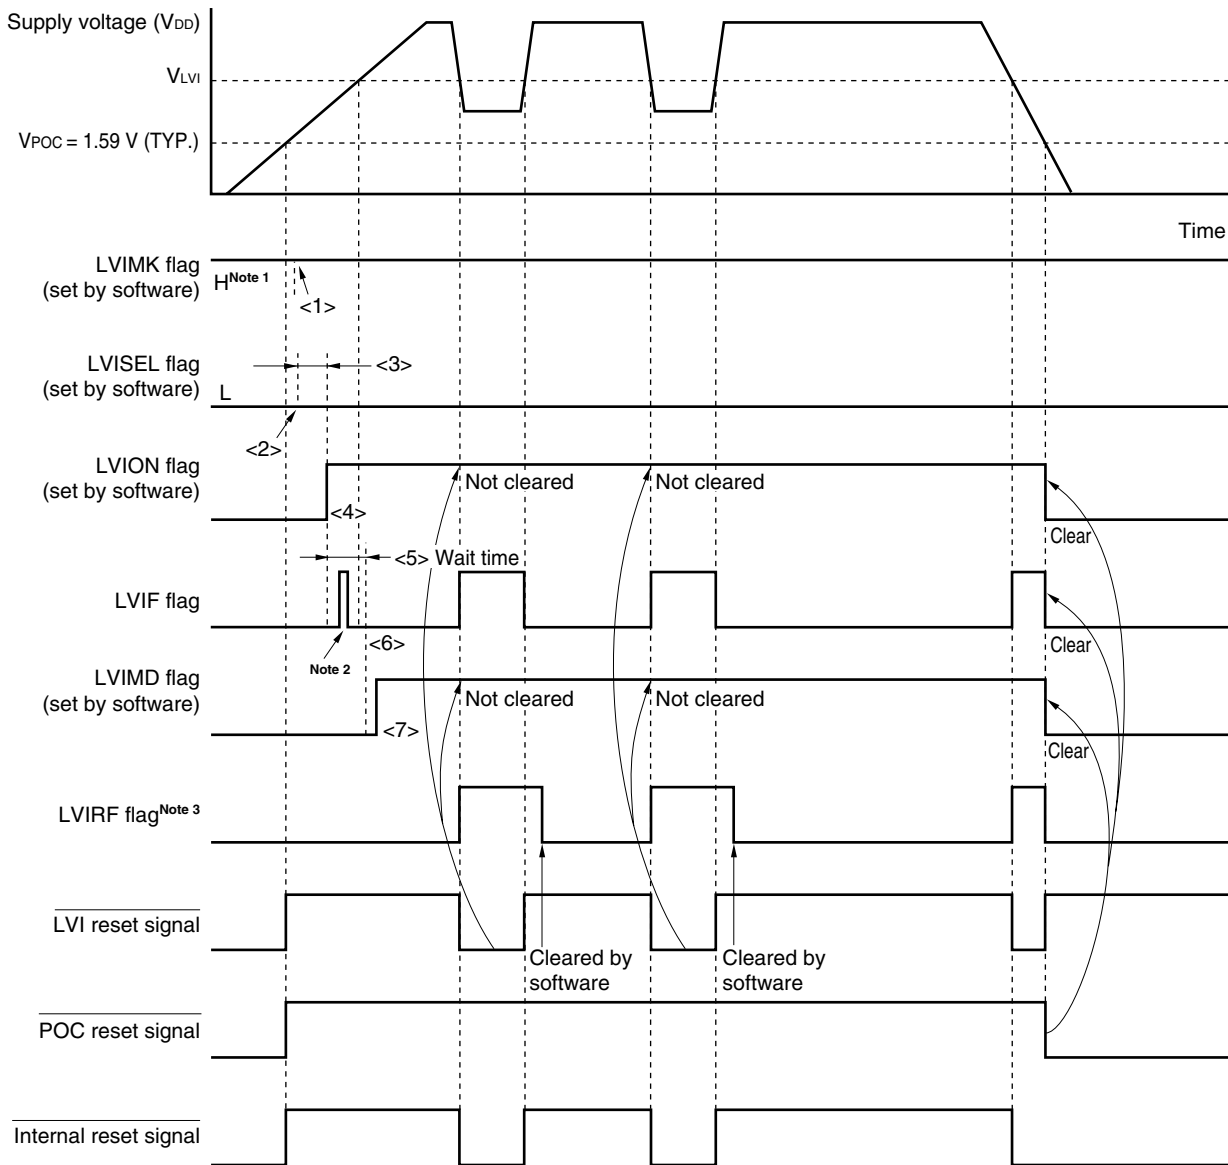 Supply voltage (VDD)
VLVI
VPOC = 1.59 V (TYP.)
Time
LVIMK flag
(set by software)
H Note 1
<1>
LVISEL flag
(set by software)
<3>
L
<2>
LVION flag
(set by software)
Not cleared
Not cleared
<4>
Clear
<5> Wait time
LVIF flag
<6>
Note 2
Clear
LVIMD flag
(set by software)
Not cleared
Not cleared
<7>
Clear
LVIRF flag Note 3
LVI reset signal
Cleared by
software
Cleared by
software
POC reset signal
Internal reset signal